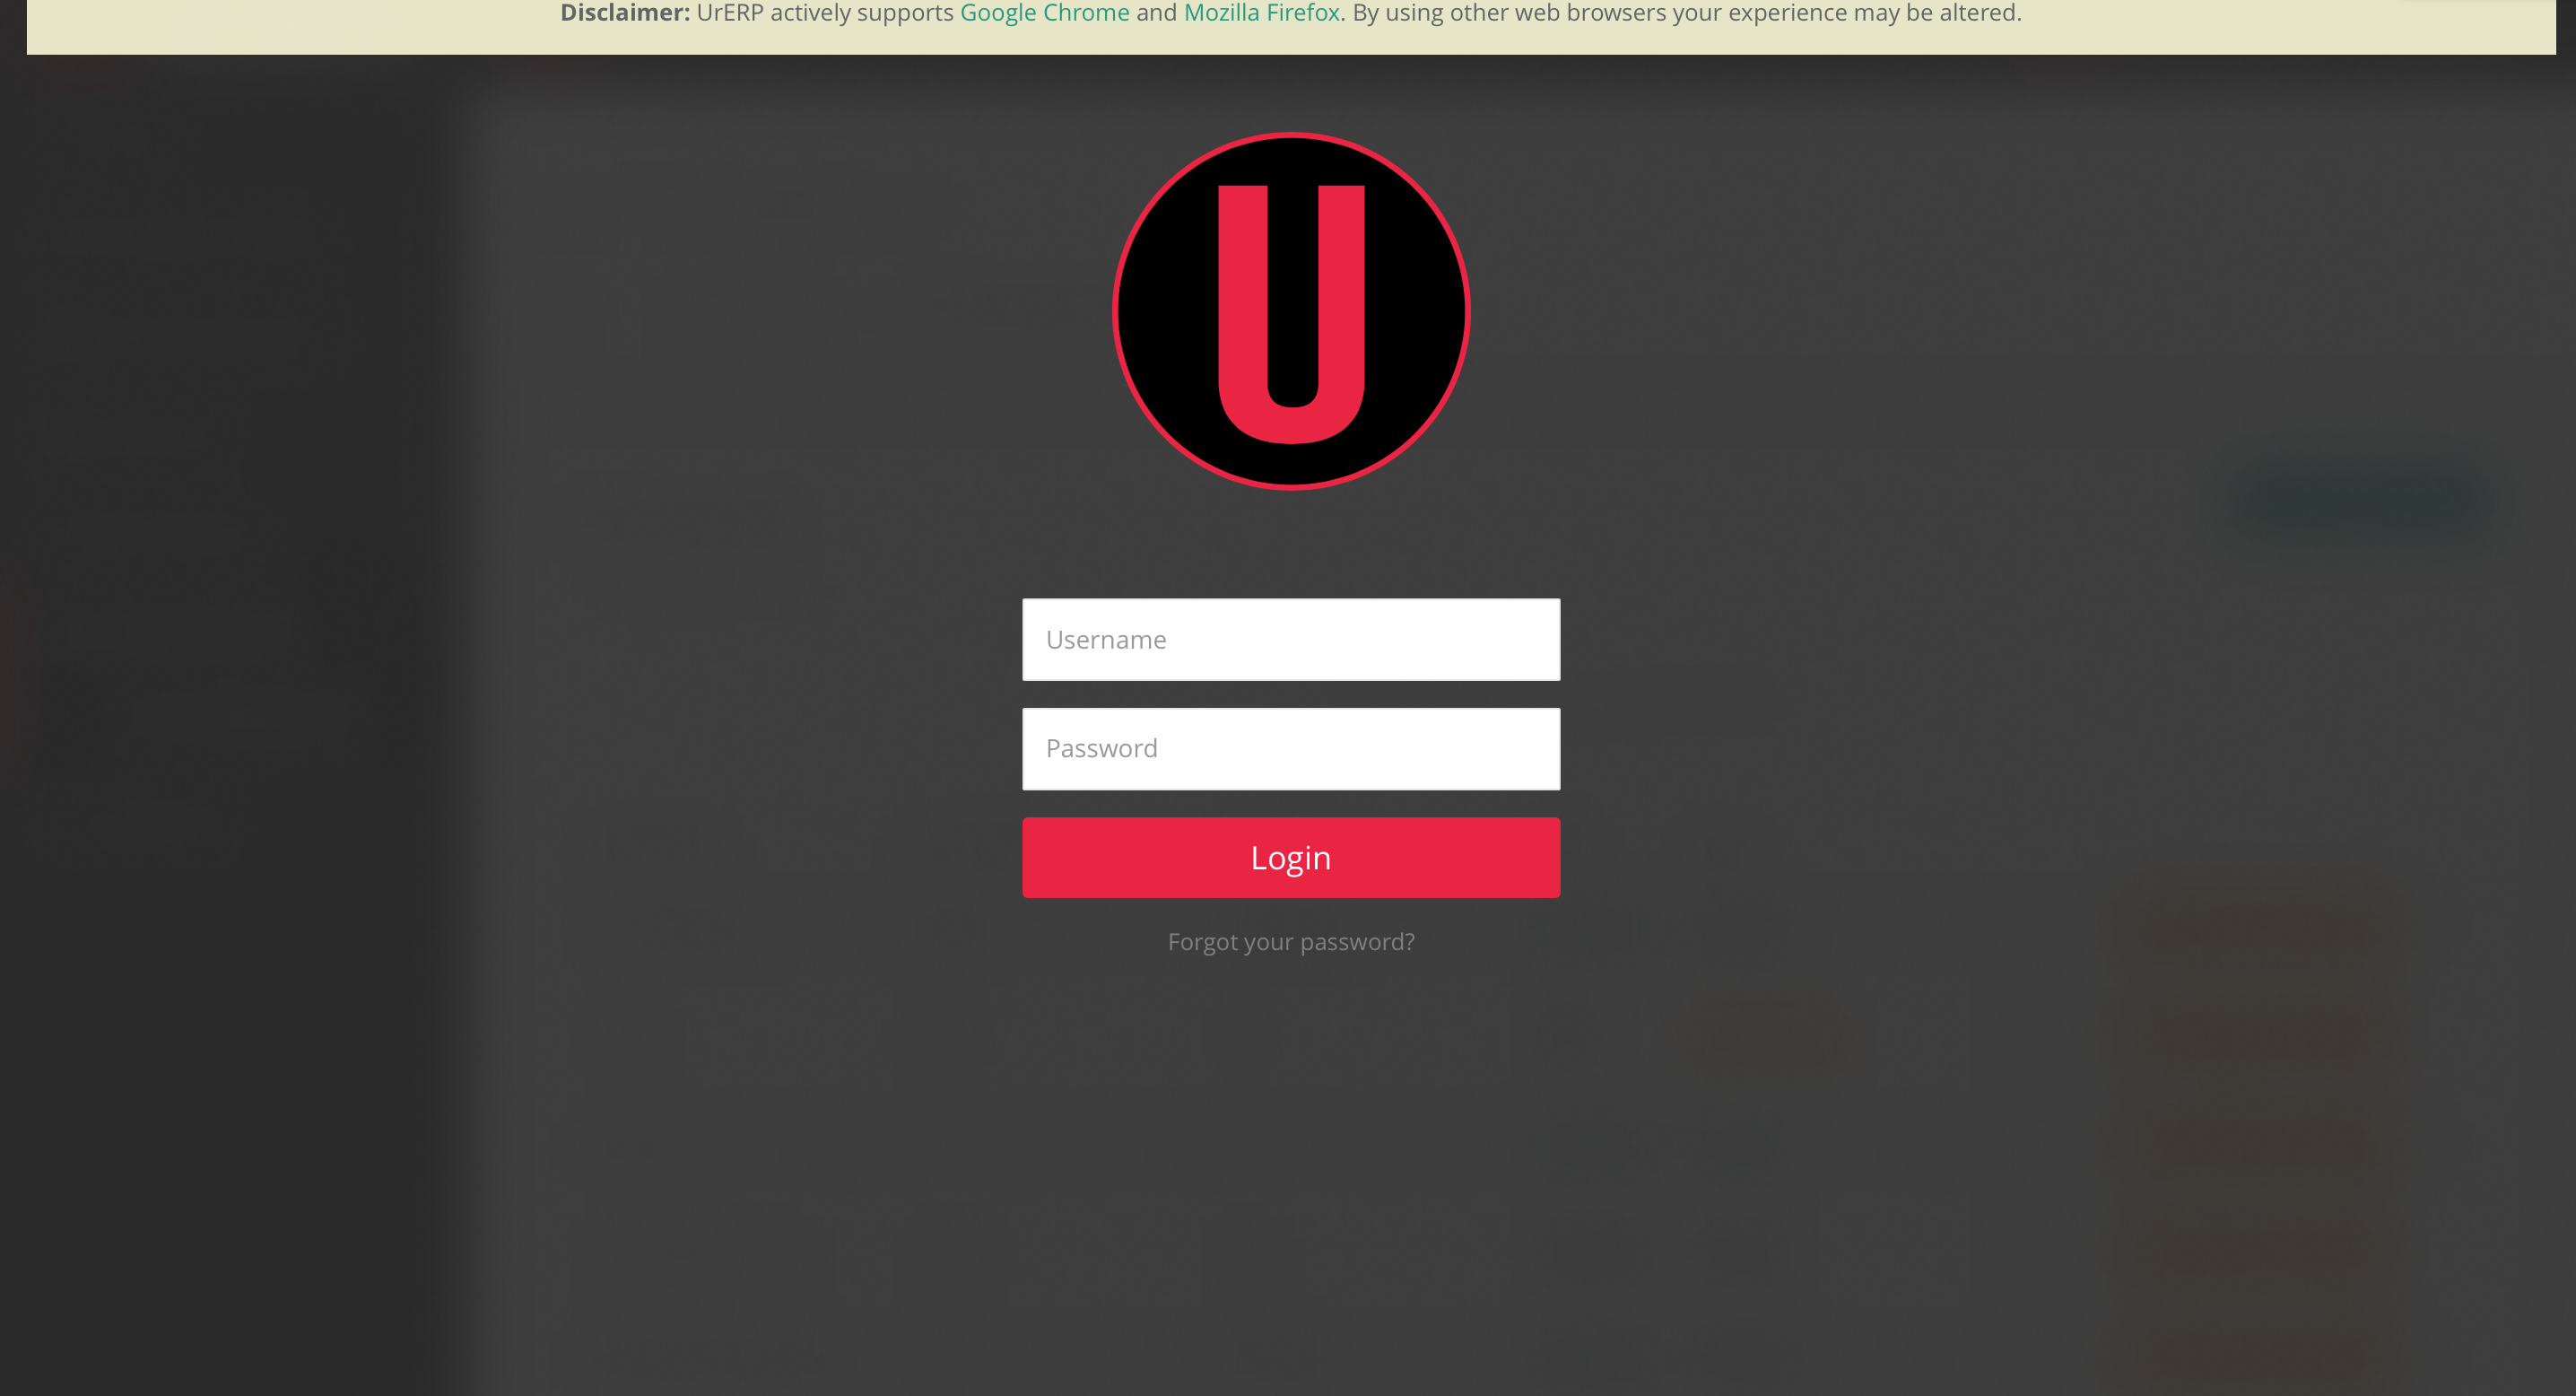 Disclaimer: UrERP actively supports Google Chrome and Mozilla Firefox. By using other web browsers your experience may be altered.
U
Username
Password
Login
Forgot your password?